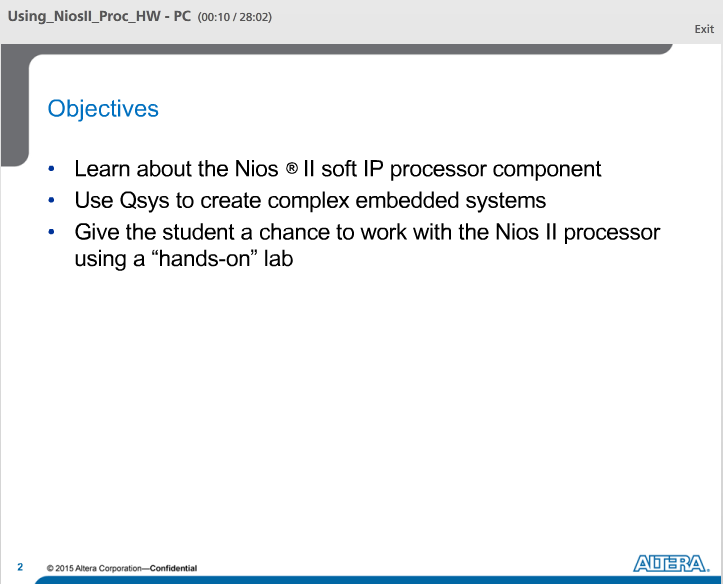 Using_NiosII_Proc_HW - PC (00:10 / 28:02)
Exit
Objectives
• Learn about the Nios ® II soft IP processor component
• Use Qsys to create complex embedded systems
• Give the student a chance to work with the Nios II processor
using a “hands-on” lab
2 © 2015 Altera Corporation—Confidential
ALTERA.